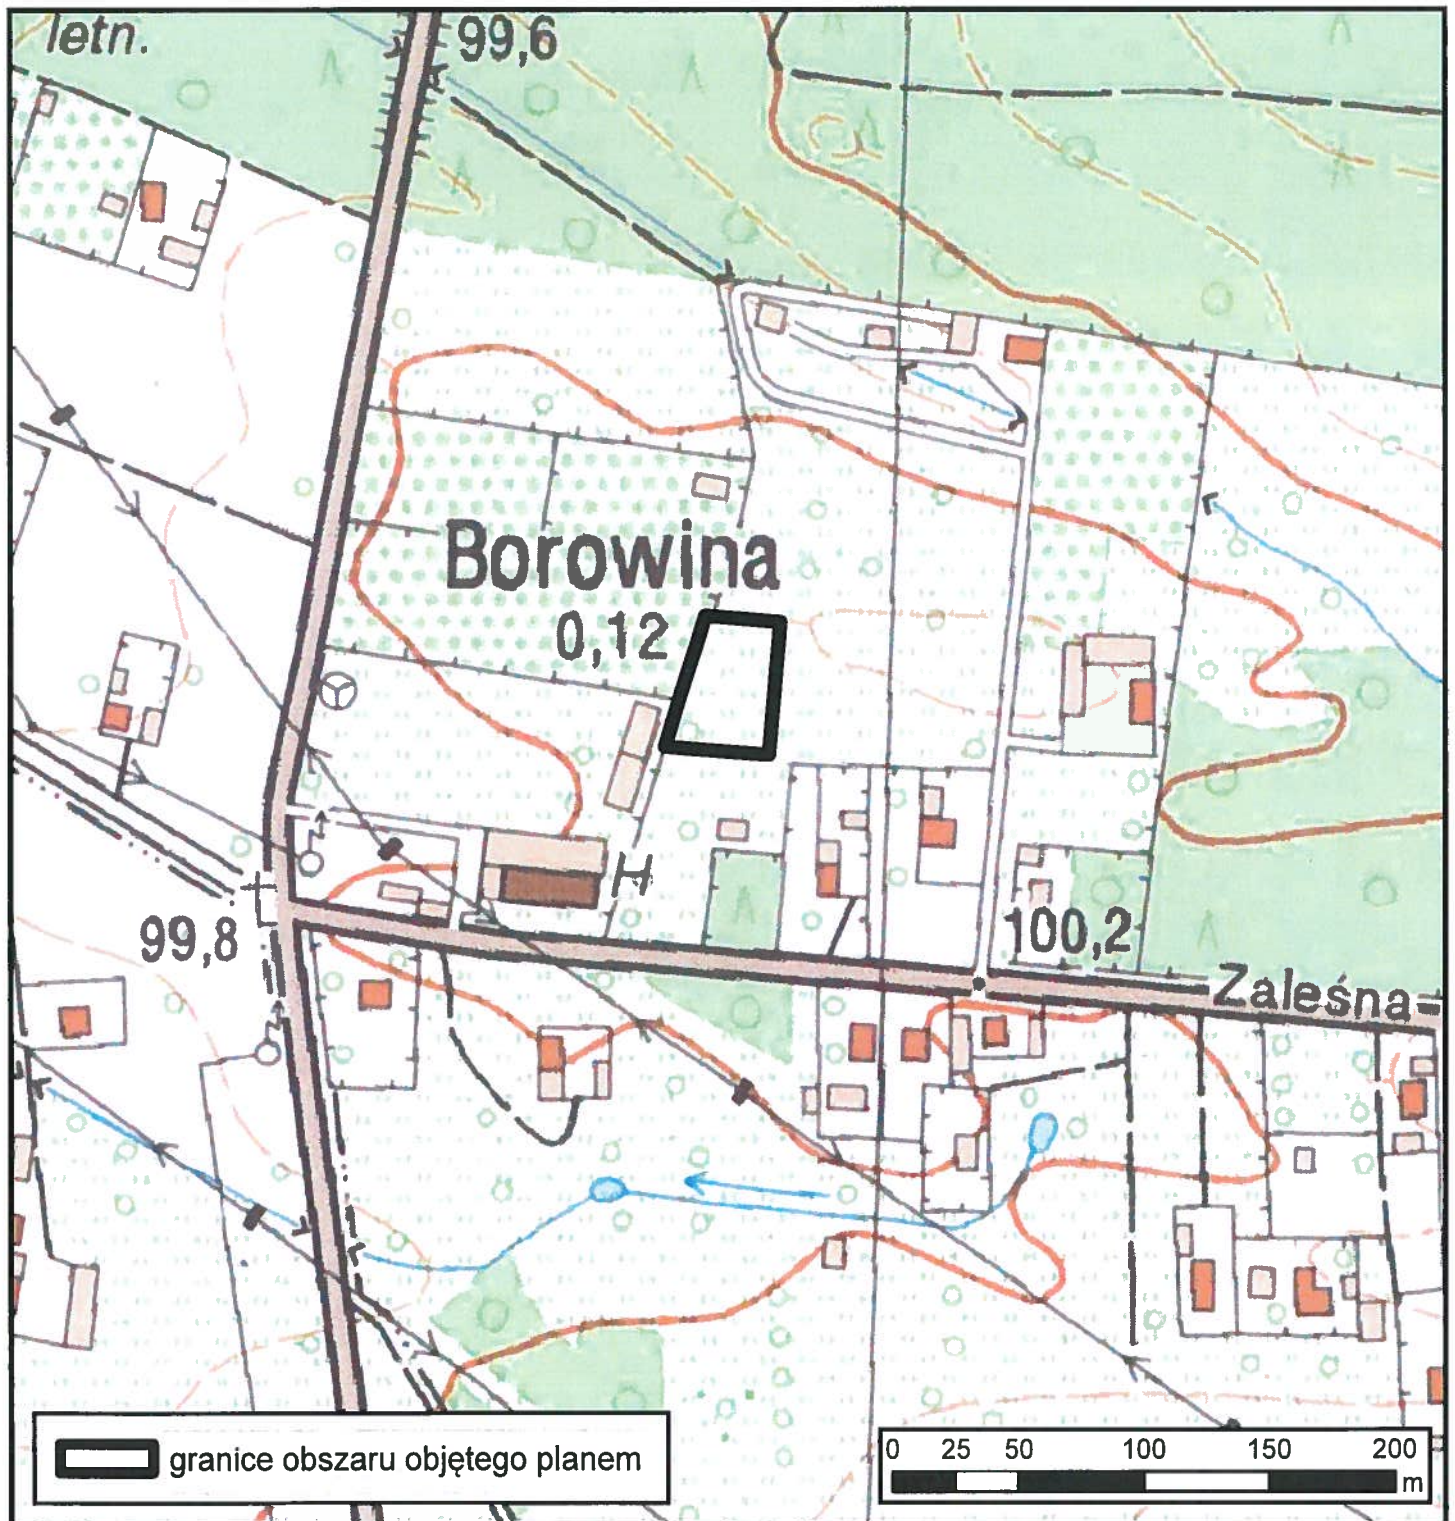 letn.
99,6
Borowina
0,12
H
99,8
100,2
Zaleśna
granice obszaru objętego planem
0 25 50 100 150 200
m